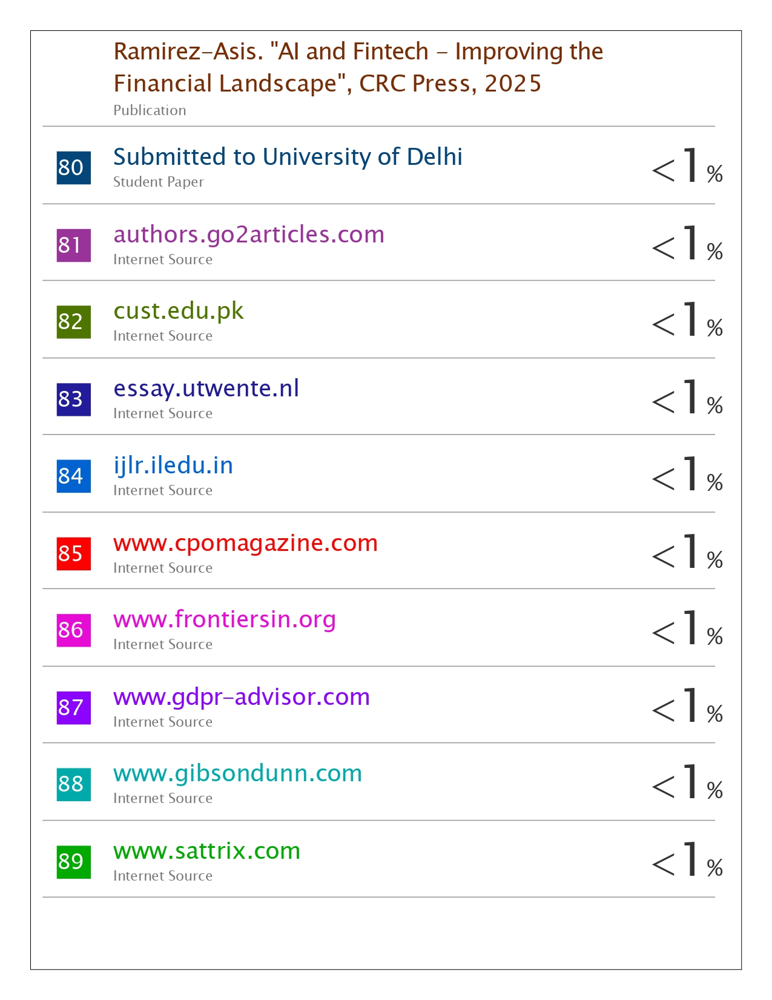 Ramirez-Asis. "AI and Fintech - Improving the
Financial Landscape", CRC Press, 2025
Publication
80 Submitted to University of Delhi <1%
Student Paper
81 authors.go2articles.com <1%
Internet Source
82 cust.edu.pk <1%
Internet Source
83 essay.utwente.nl <1%
Internet Source
84 ijlr.iledu.in <1%
Internet Source
85 www.cpomagazine.com <1%
Internet Source
86 www.frontiersin.org <1%
Internet Source
87 www.gdpr-advisor.com <1%
Internet Source
88 www.gibsondunn.com <1%
Internet Source
89 www.sattrix.com <1%
Internet Source